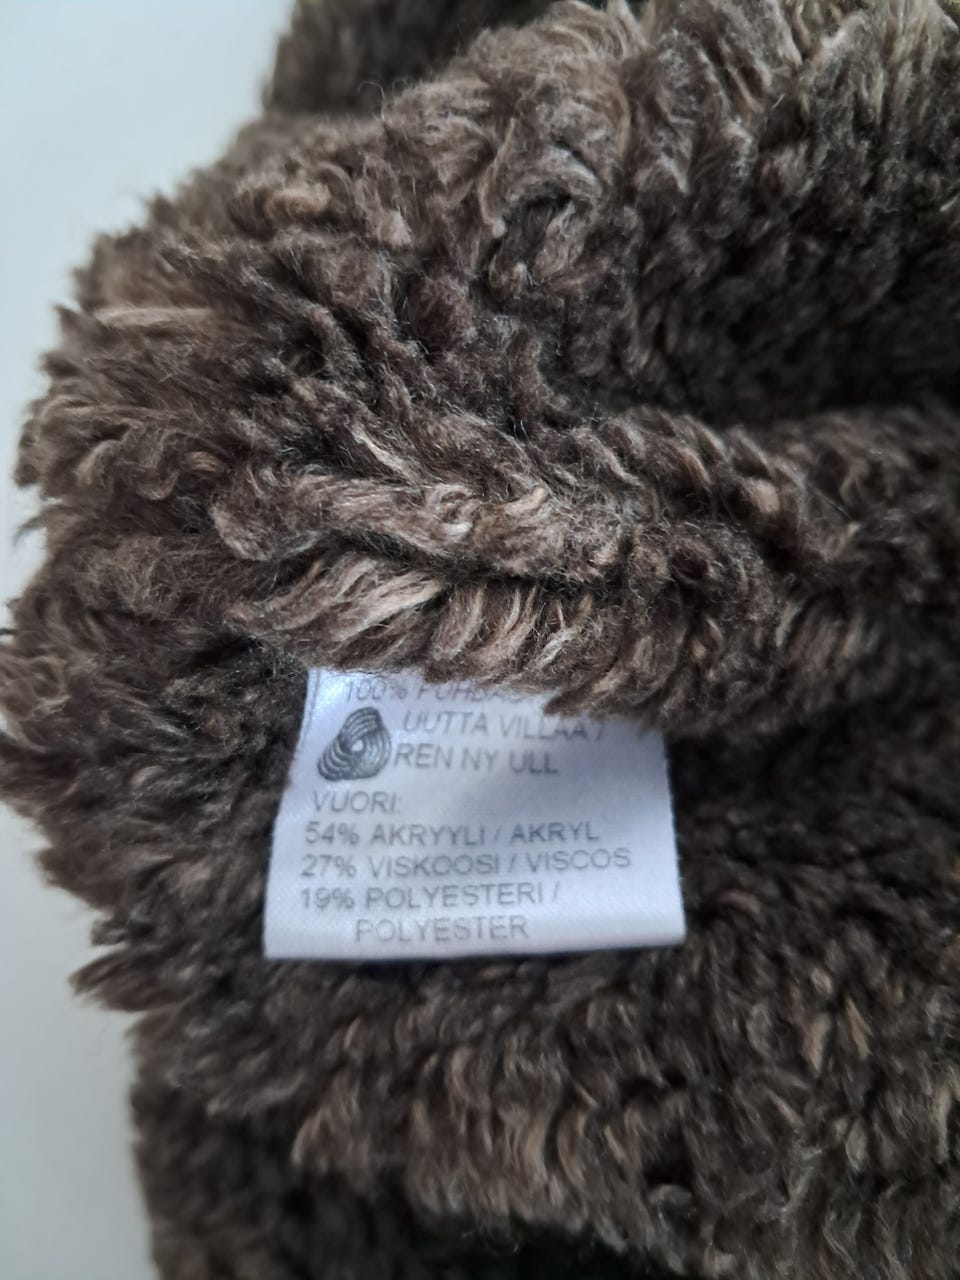 100%
UUTTA VILLAA /
REN NY ULL
VUORI:
54% AKRYYLI / AKRYL
27% VISKOOSI / VISCOS
19% POLYESTERI /
POLYESTER